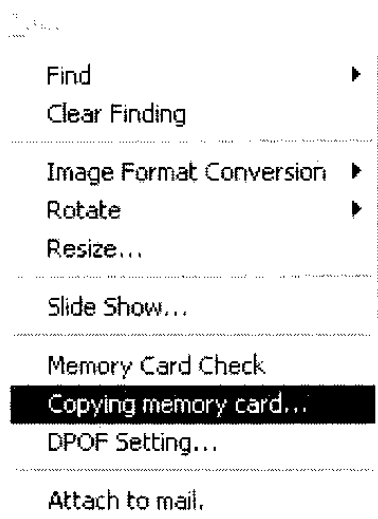 Find
Clear Finding
Image Format Conversion
Rotate
Resize...
Slide Show...
Memory Card Check
Copying memory card...
DPOF Setting...
Attach to mail.